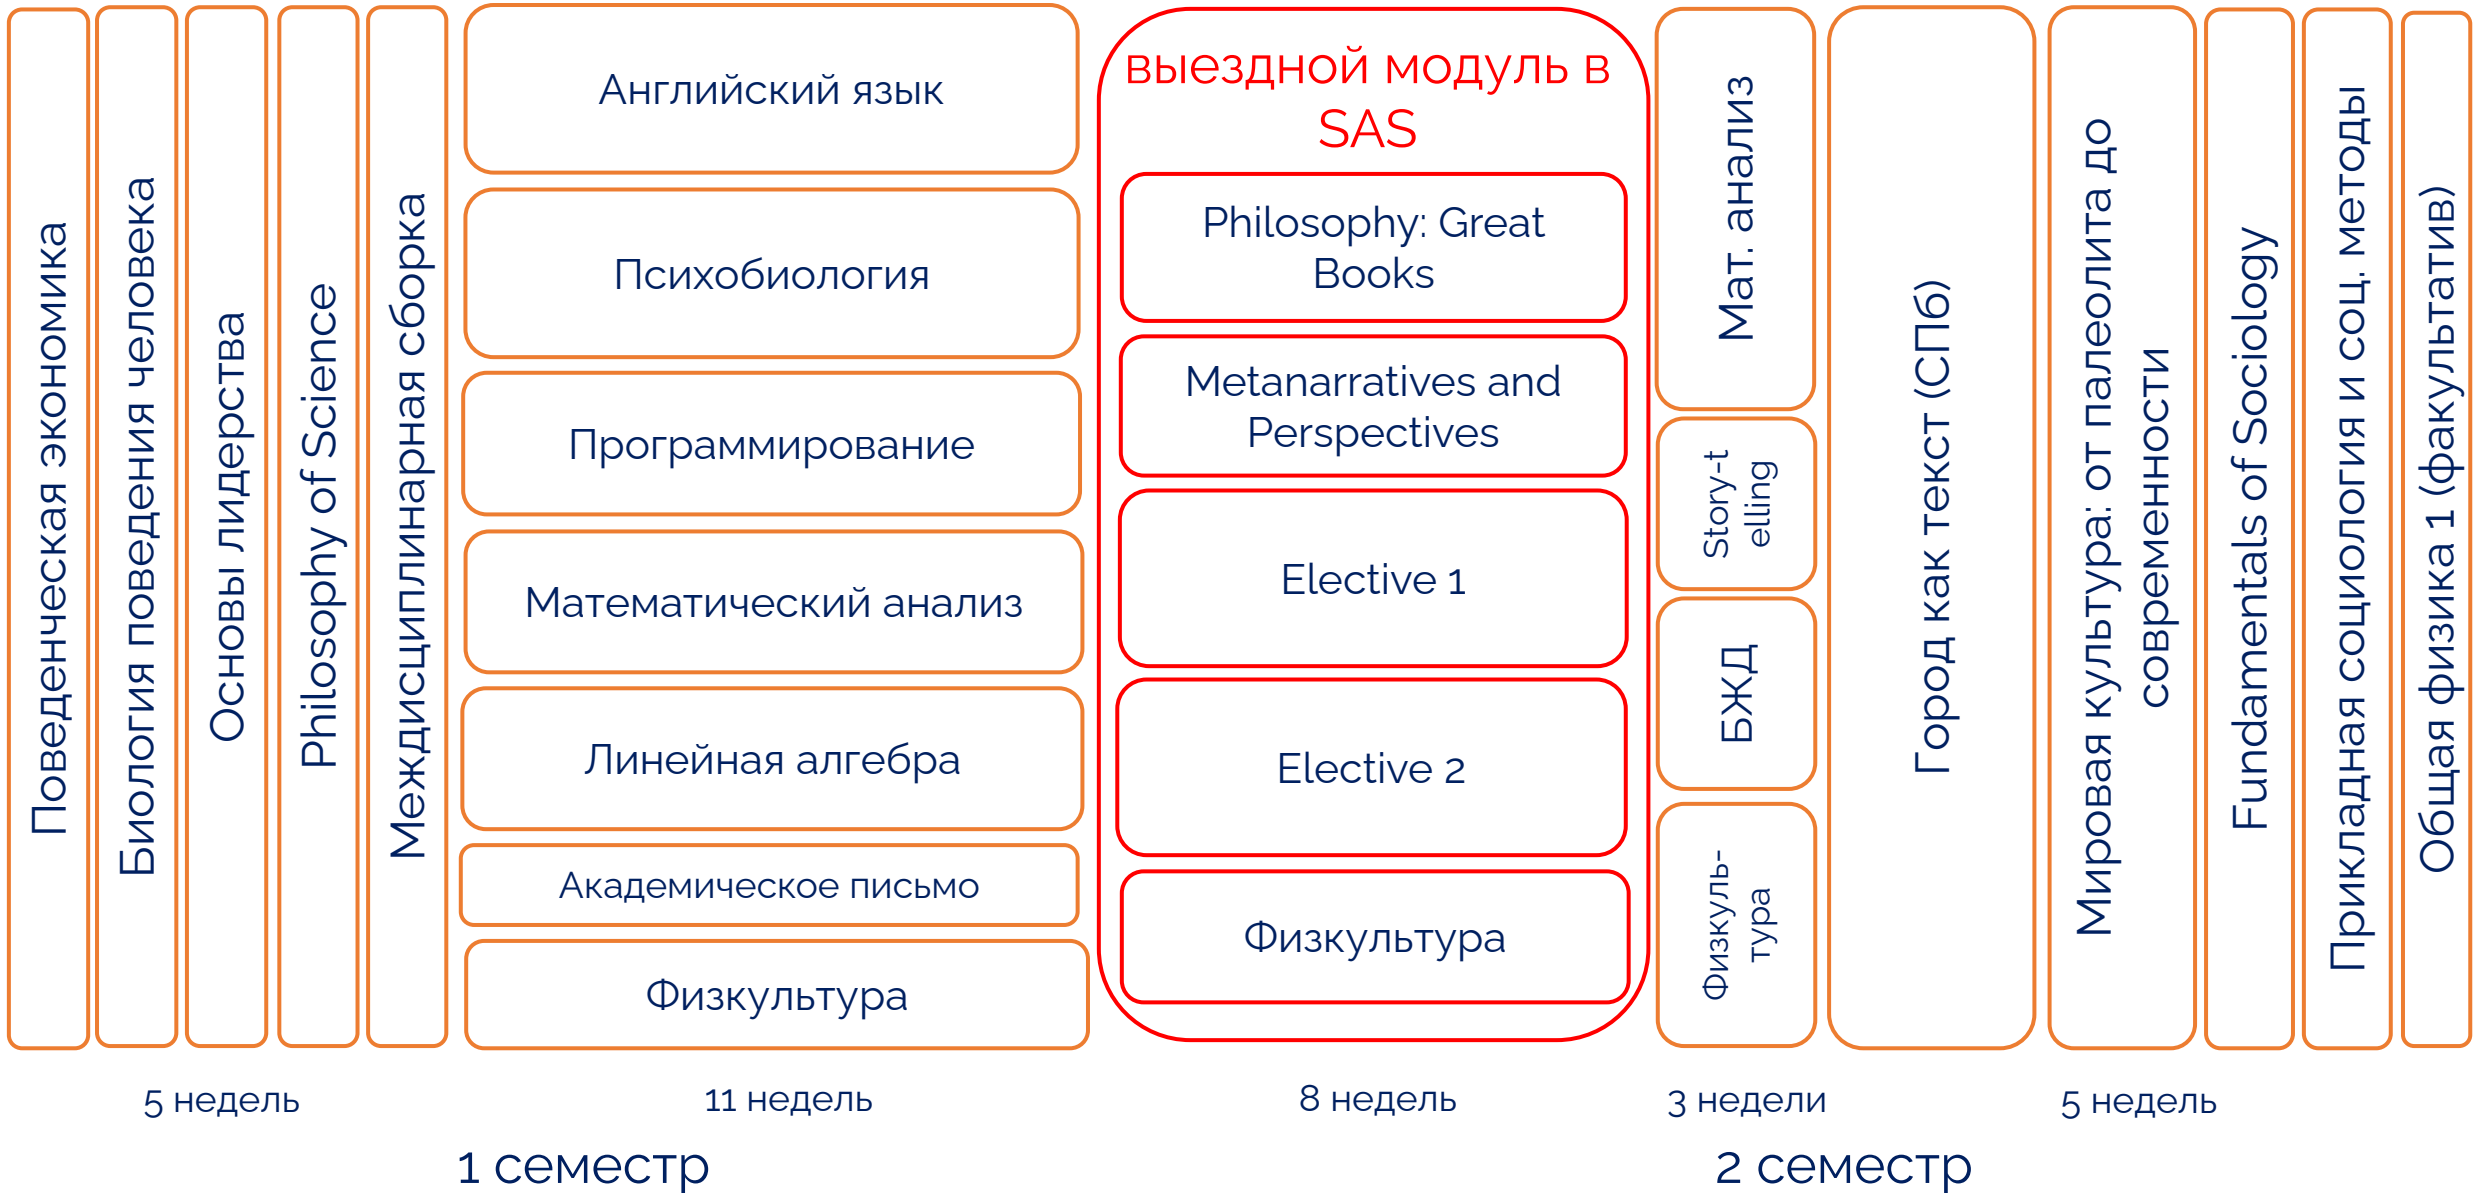 Поведенческая экономика
Биология поведения человека
Основы лидерства
Philosophy of Science
Междисциплинарная сборка
Английский язык
Психобиология
Программирование
Математический анализ
Линейная алгебра
Академическое письмо
Физкультура
выездной модуль в
SAS
Philosophy: Great
Books
Metanarratives and
Perspectives
Elective 1
Elective 2
Физкультура
Мат. анализ
Story-t
elling
БЖД
Физкуль-
тура
Город как текст (СПб)
Мировая культура: от палеолита до
современности
Fundamentals of Sociology
Прикладная социология и соц. методы
Общая физика 1 (факультатив)
5 недель
11 недель
8 недель
3 недели
5 недель
1 семестр
2 семестр